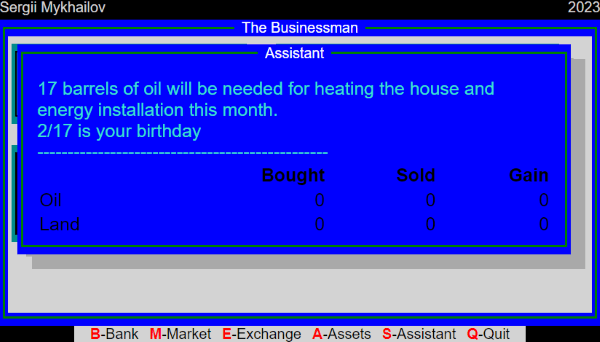 Sergii Mykhailov 2023
The Businessman
Assistant
17 barrels of oil will be needed for heating the house and
energy installation this month.
2/17 is your birthday
------------------------------------------------
Bought Sold Gain
Oil 0 0 0
Land 0 0 0
B-Bank M-Market E-Exchange A-Assets S-Assistant Q-Quit